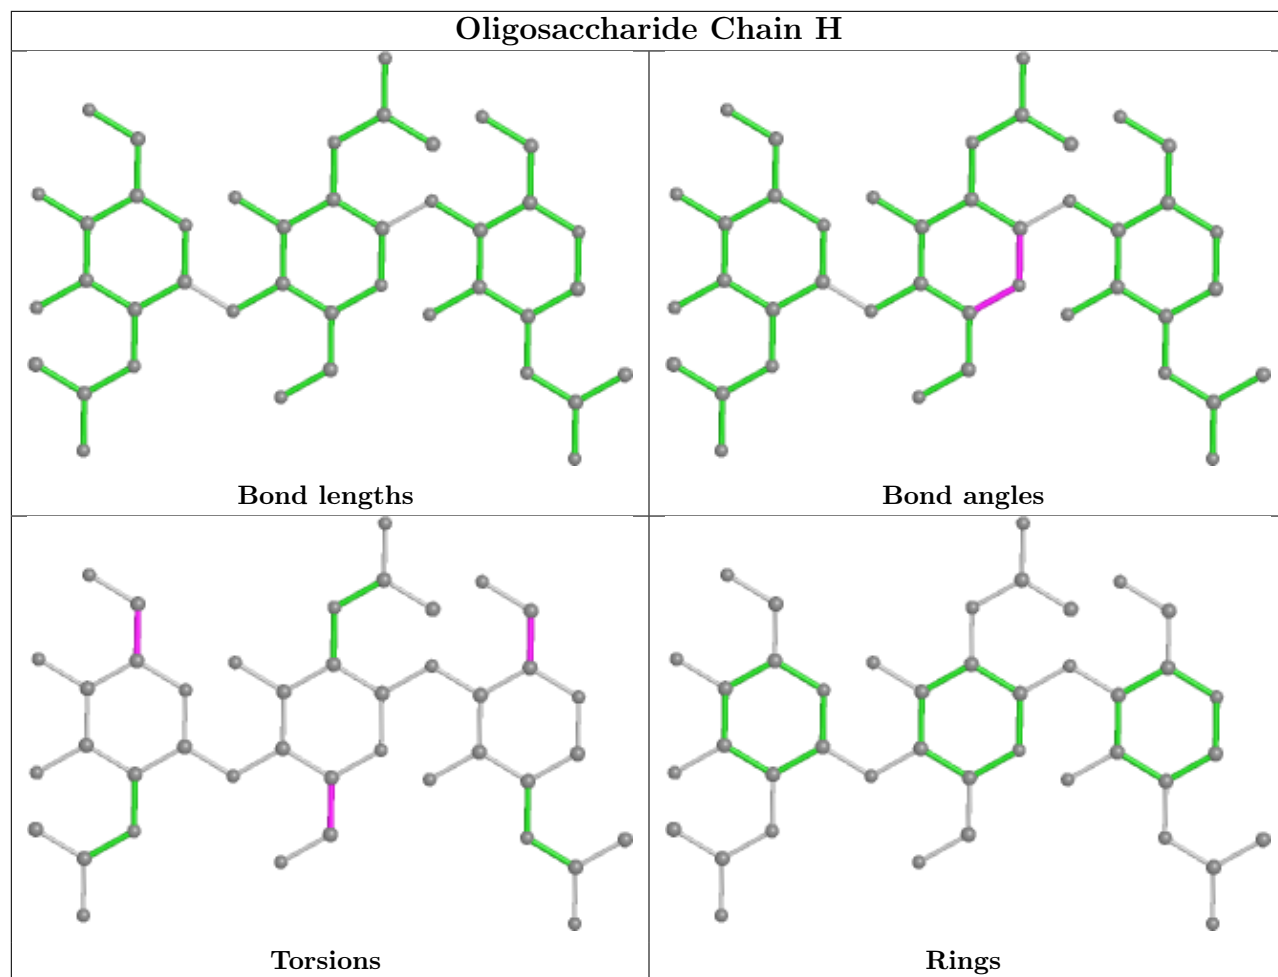 Oligosaccharide Chain H
Bond lengths
Bond angles
Torsions
Rings